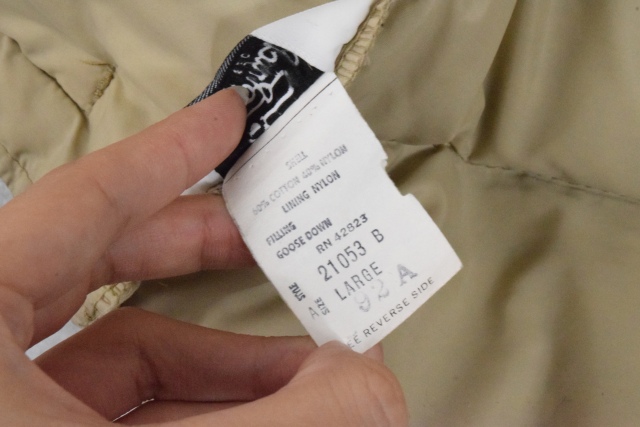 SHELL
60% COTTON 40% NYLON
LINING NYLON
FILLING
GOOSE DOWN
RN 42823
21053 B
STYLE SIZE LARGE
A 92 A
REVERSE SIDE